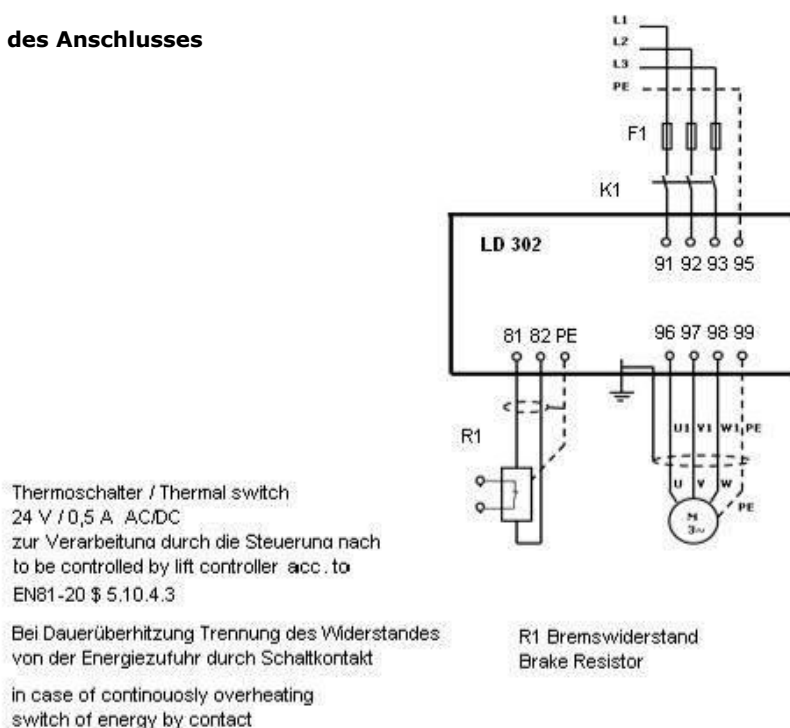 des Anschlusses
L1
L2
L3
PE
F1
K1
LD 302
91 92 93 95
81 82 PE
96 97 98 99
R1
U1 V1 W1 PE
U V W
PE
M
3~
Thermoschalter / Thermal switch
24 V / 0,5 A AC/DC
zur Verarbeitung durch die Steuerung nach
to be controlled by lift controller acc. to
EN81-20 $ 5.10.4.3
Bei Dauerüberhitzung Trennung des Widerstandes
von der Energiezufuhr durch Schaltkontakt
in case of continouosly overheating
switch of energy by contact
R1 Bremswiderstand
Brake Resistor